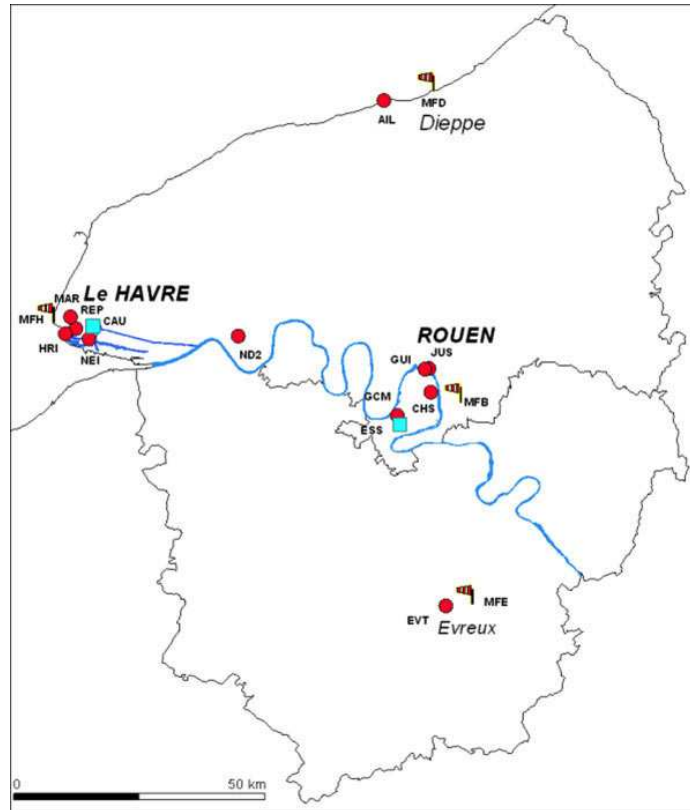 MFD
AIL
Dieppe
Le HAVRE
MAR
REP
MFH
CAU
HRI
NEI
ND2
ROUEN
GUI
JUS
GCM
MFB
CHS
ESS
MFE
EVT
Evreux
0
50 km